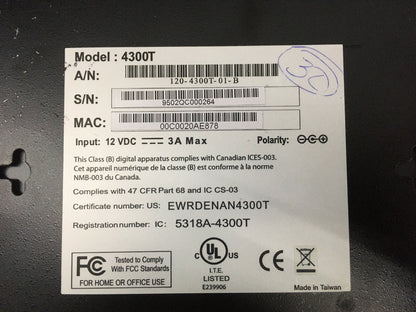 Model : 4300T
A/N:
120-4300T-01-B
S/N:
9502QC000264
MAC:
00C0020AE878
Input: 12 VDC 3A Max Polarity:
This Class (B) digital apparatus complies with Canadian ICES-003.
Cet appareil numérique de la classe (B) est conforme à la norme
NMB-003 du Canada.
Complies with 47 CFR Part 68 and IC CS-03
Certificate number: US: EWRDENAN4300T
Registration number: IC: 5318A-4300T
FC Tested to Comply
With FCC Standards
FOR HOME OR OFFICE USE
C UL US
I.T.E.
LISTED
E239906
Made in Taiwan